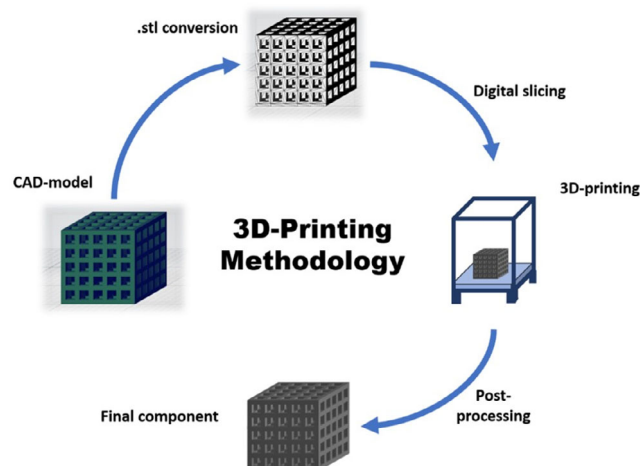 .stl conversion
Digital slicing
CAD-model
3D-printing
3D-Printing
Methodology
Final component
Post-
processing